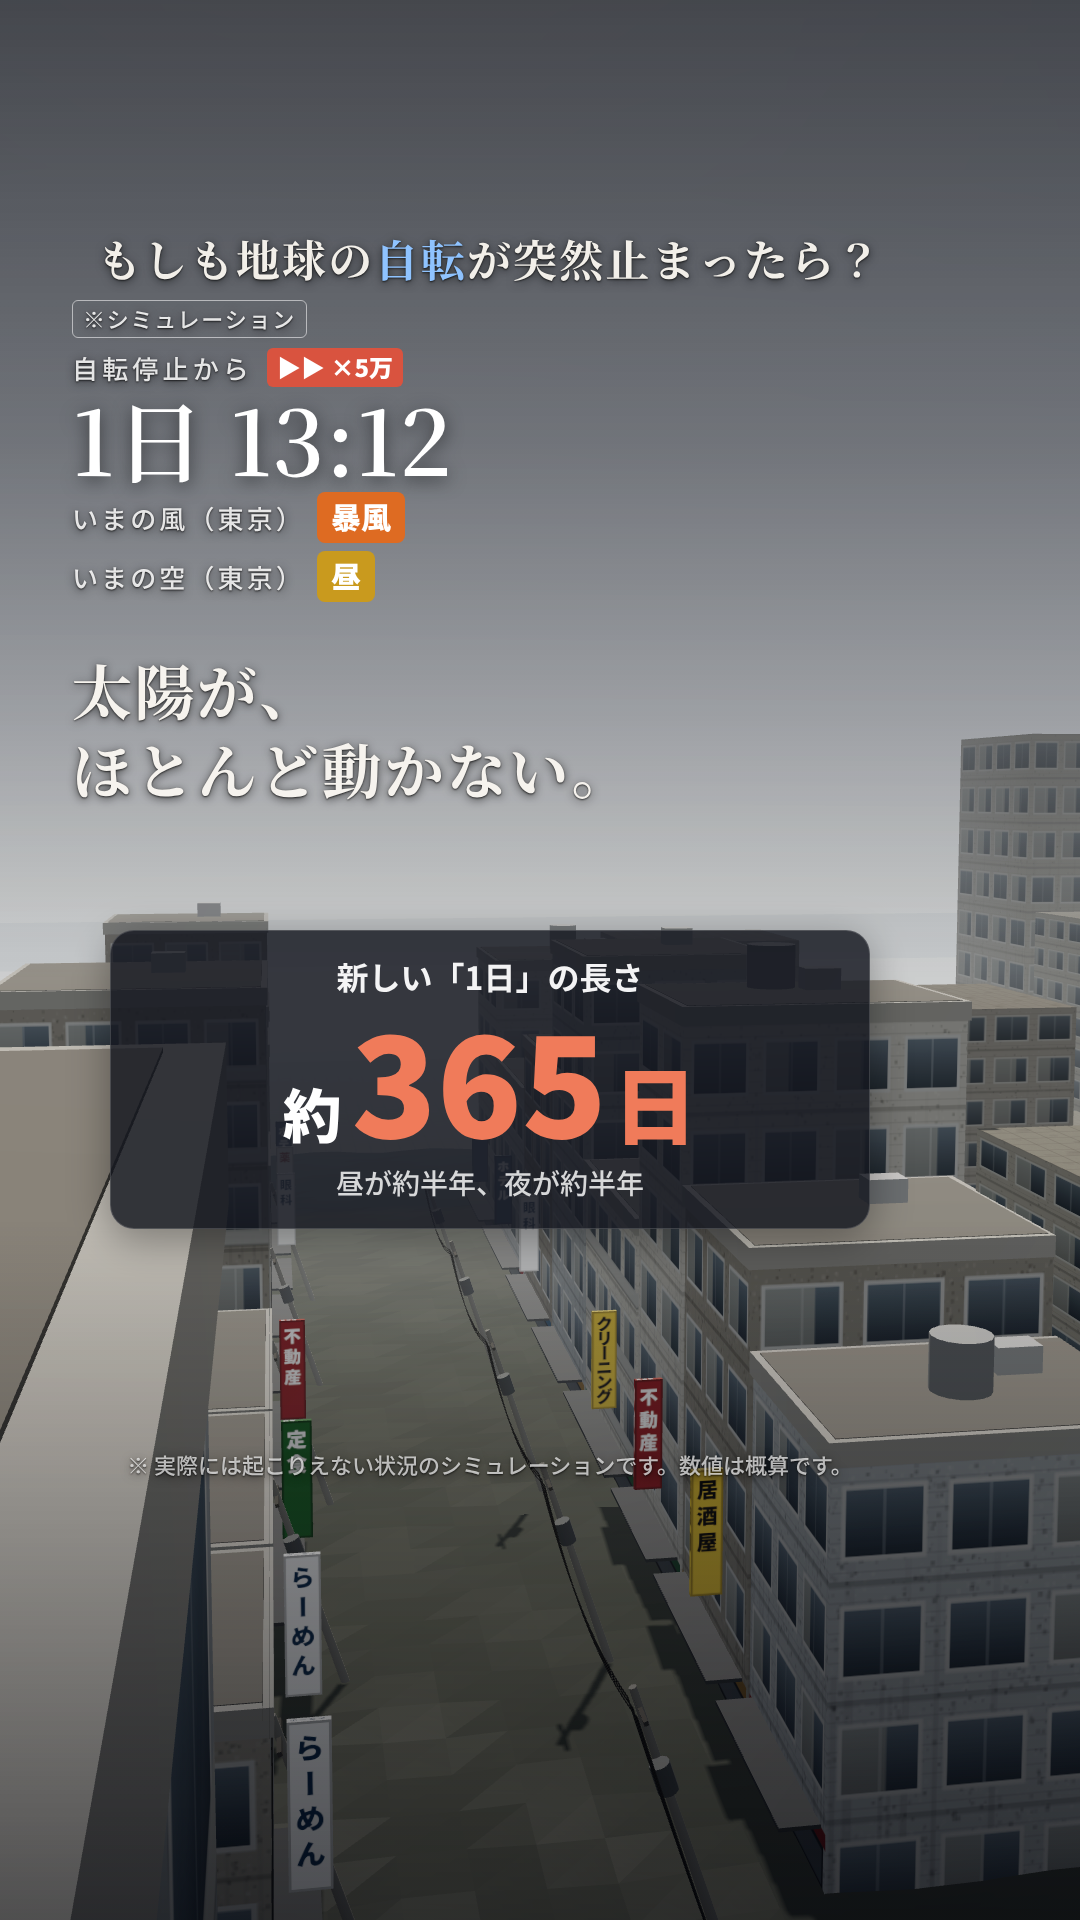 もしも地球の自転が突然止まったら？
※シミュレーション
自転停止から ▶▶ ×5万
1日 13:12
いまの風（東京） 暴風
いまの空（東京） 昼
太陽が、
ほとんど動かない。
新しい「1日」の長さ
約365日
昼が約半年、夜が約半年
眼科
不動産
クリーニング
不動産
定
※ 実際には起こりえない状況のシミュレーションです。数値は概算です。
居酒屋
らーめん
らーめん